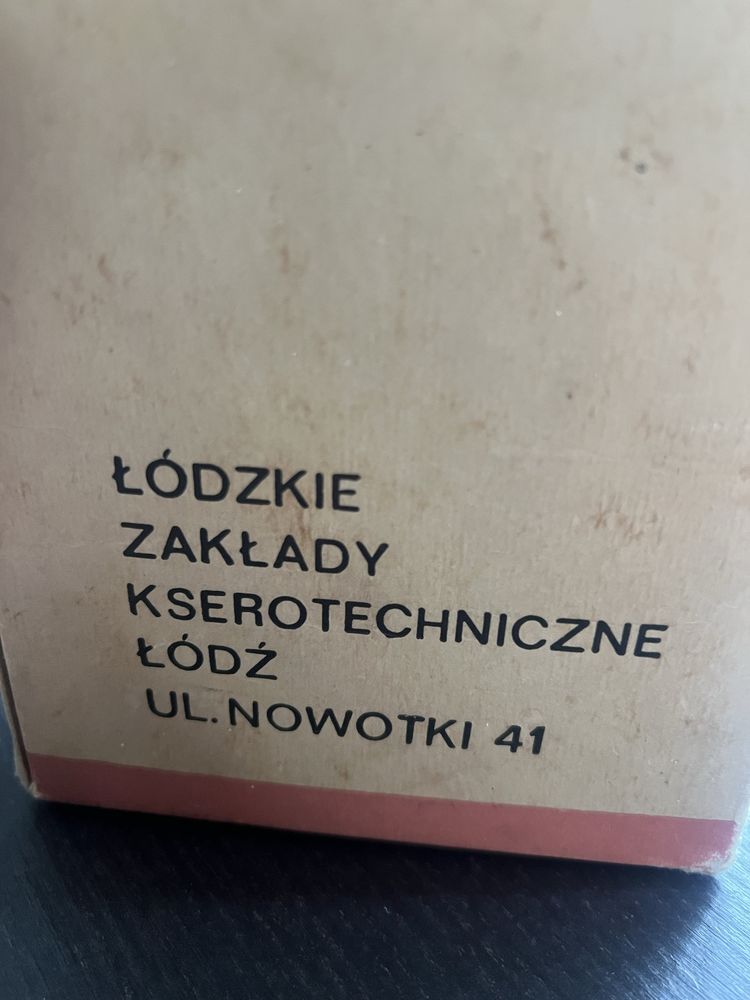 ŁÓDZKIE
ZAKŁADY
KSEROTECHNICZNE
ŁÓDŹ
UL. NOWOTKI 41